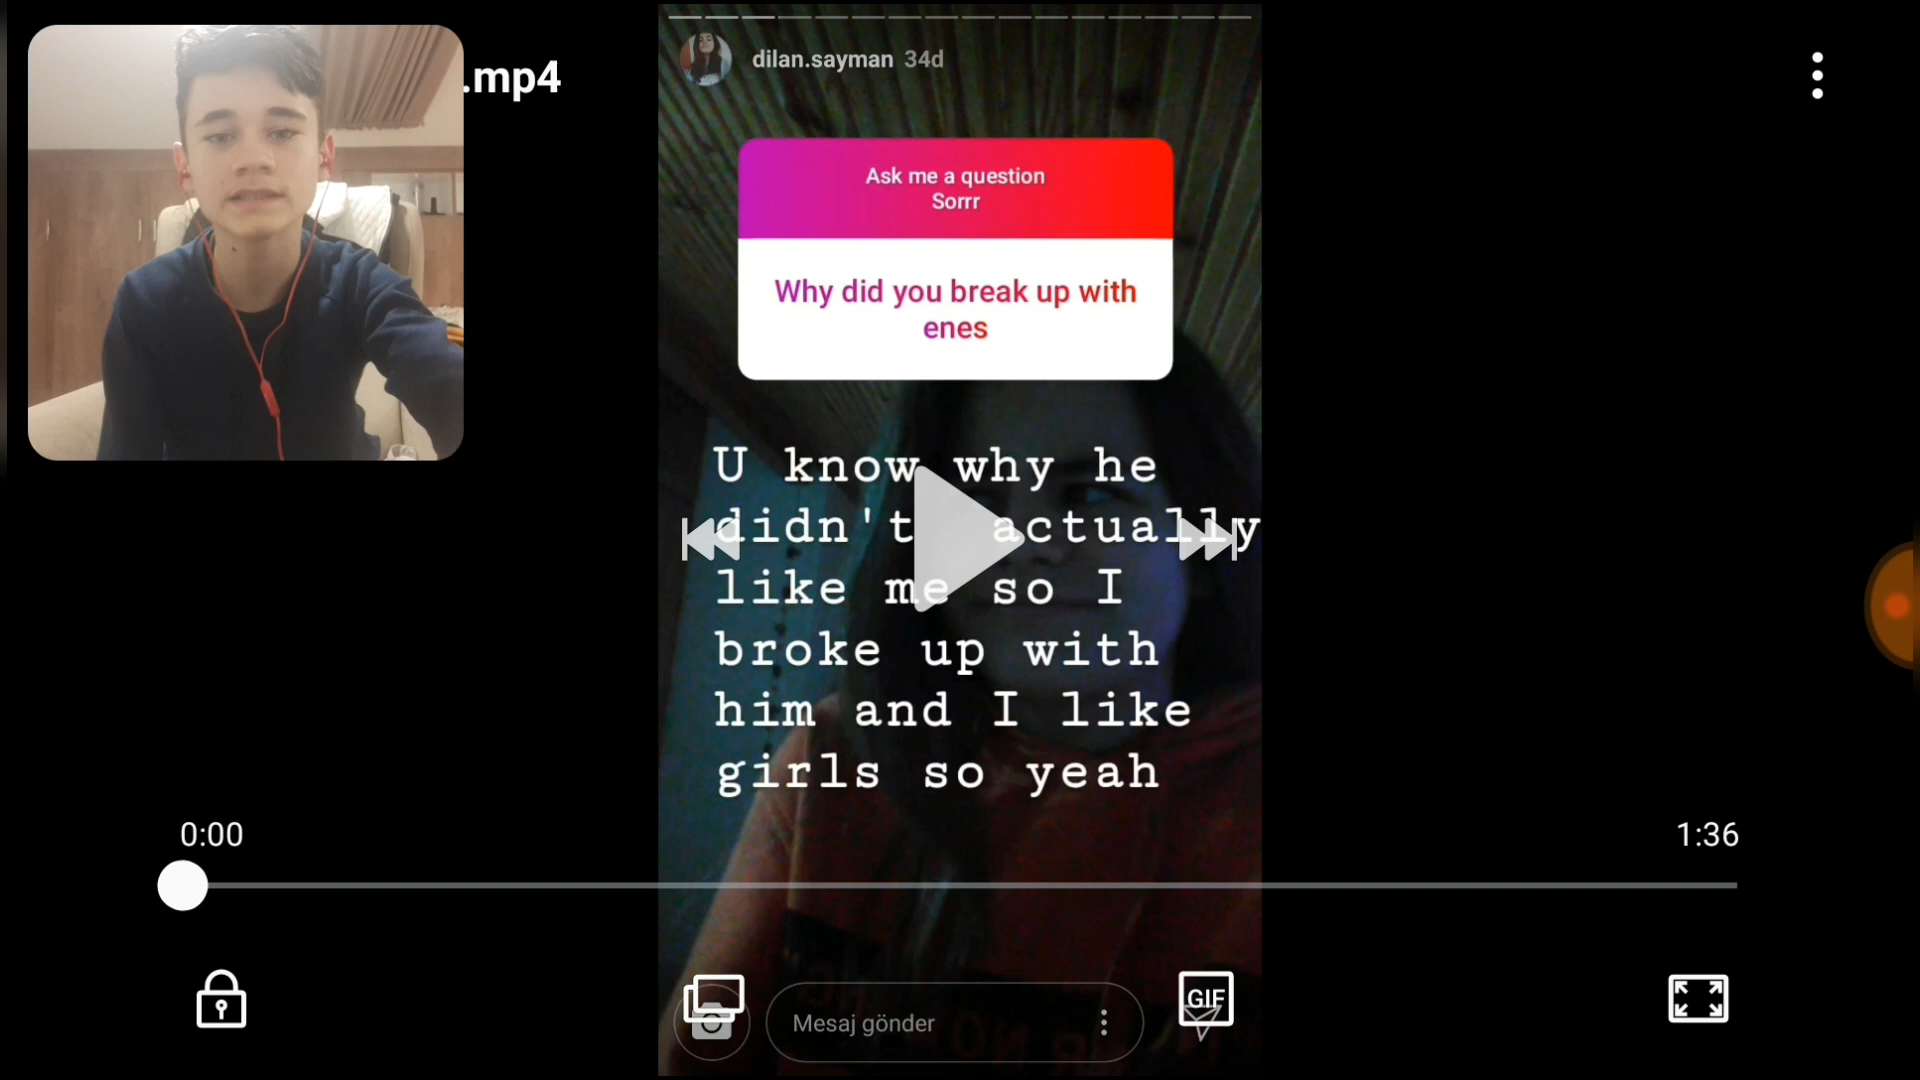 .mp4
dilan.sayman 34d
Ask me a question
Sorrr
Why did you break up with
enes
U know why he
didn't actually
like me so I
broke up with
him and I like
girls so yeah
0:00
1:36
Mesaj gönder
GIF